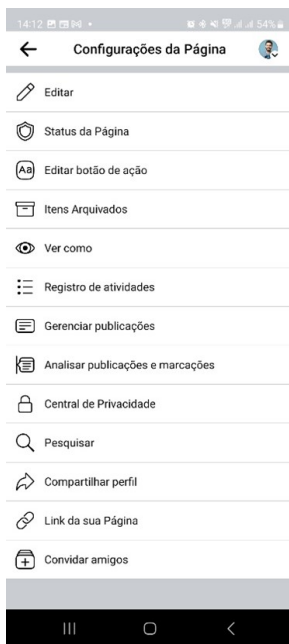 14:12
54%
Configurações da Página
Editar
Status da Página
Aa Editar botão de ação
Itens Arquivados
Ver como
Registro de atividades
Gerenciar publicações
Analisar publicações e marcações
Central de Privacidade
Pesquisar
Compartilhar perfil
Link da sua Página
Convidar amigos